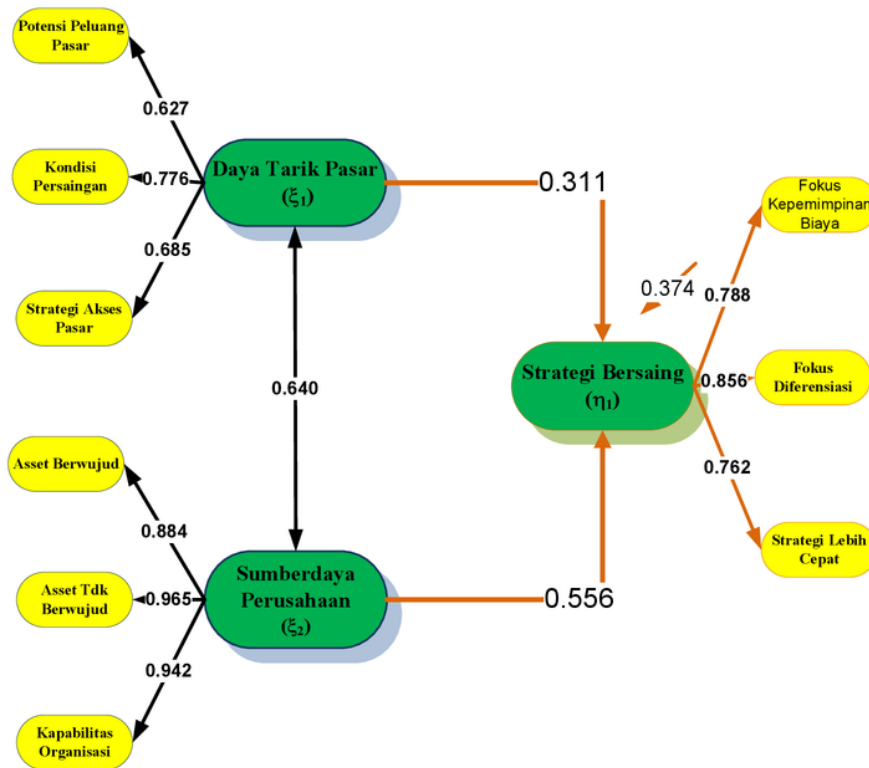 Potensi Peluang
Pasar
0.627
Kondisi
Persaingan
0.776
0.685
Strategi Akses
Pasar
Daya Tarik Pasar
(ξ1)
0.311
Fokus
Kepemimpinan
Biaya
0.374
0.788
0.640
Strategi Bersaing
(η1)
0.856
Fokus
Diferensiasi
0.762
Strategi Lebih
Cepat
Asset Berwujud
0.884
Asset Tdk
Berwujud
0.965
0.942
Kapabilitas
Organisasi
Sumberdaya
Perusahaan
(ξ2)
0.556